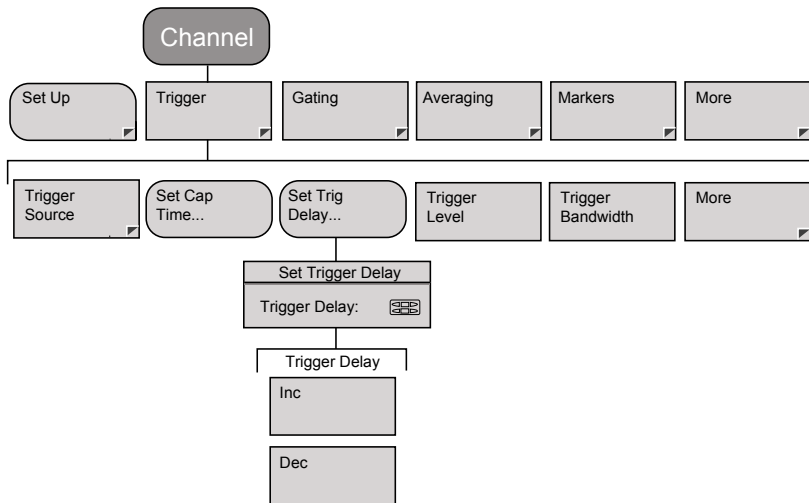 Channel
Set Up
Trigger
Gating
Averaging
Markers
More
Trigger
Source
Set Cap
Time...
Set Trig
Delay...
Trigger
Level
Trigger
Bandwidth
More
Set Trigger Delay
Trigger Delay:
Trigger Delay
Inc
Dec